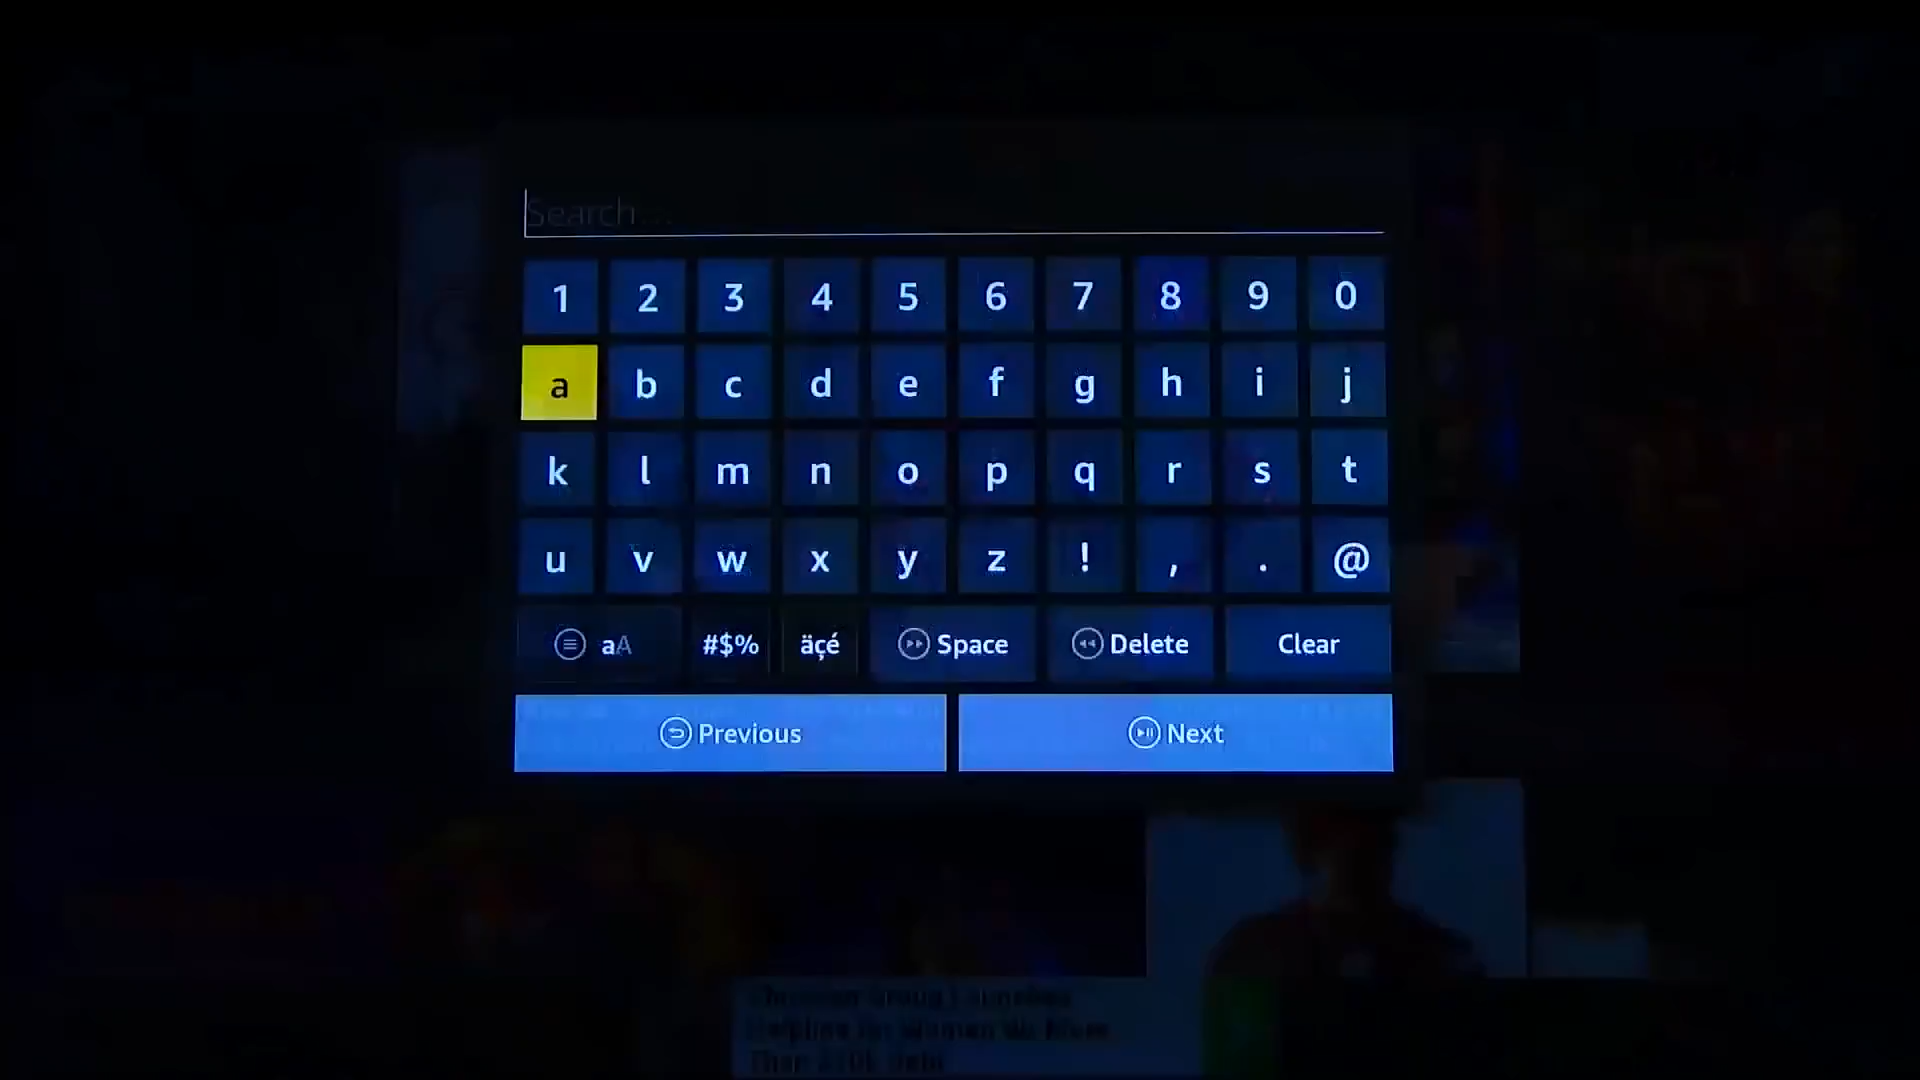 Search...
1 2 3 4 5 6 7 8 9 0
a b c d e f g h i j
k l m n o p q r s t
u v w x y z ! , . @
aA #$% äçé Space Delete Clear
Previous Next